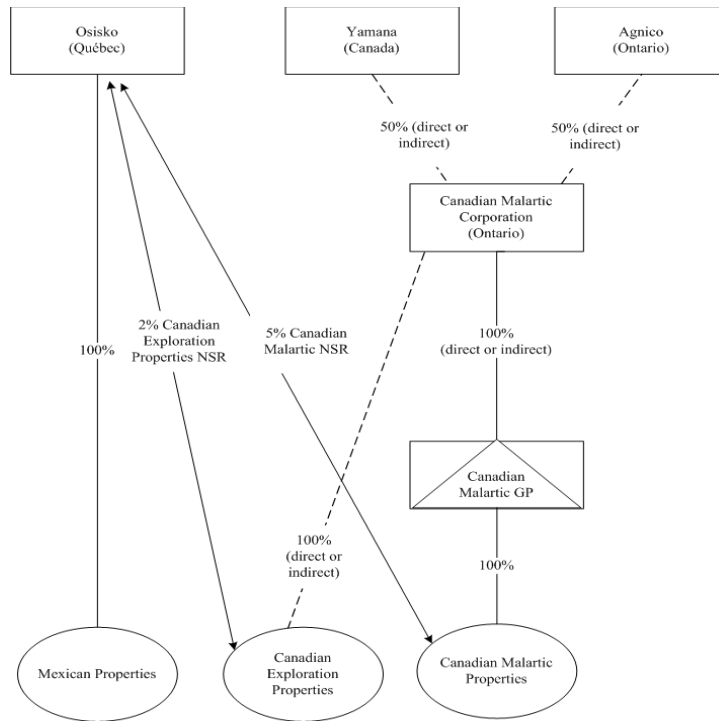 Osisko
(Québec)
Yamana
(Canada)
Agnico
(Ontario)
50% (direct or
indirect)
50% (direct or
indirect)
Canadian Malartic
Corporation
(Ontario)
100%
2% Canadian
Exploration
Properties NSR
5% Canadian
Malartic NSR
100%
(direct or indirect)
Canadian
Malartic GP
100%
(direct or
indirect)
100%
Mexican Properties
Canadian
Exploration
Properties
Canadian Malartic
Properties